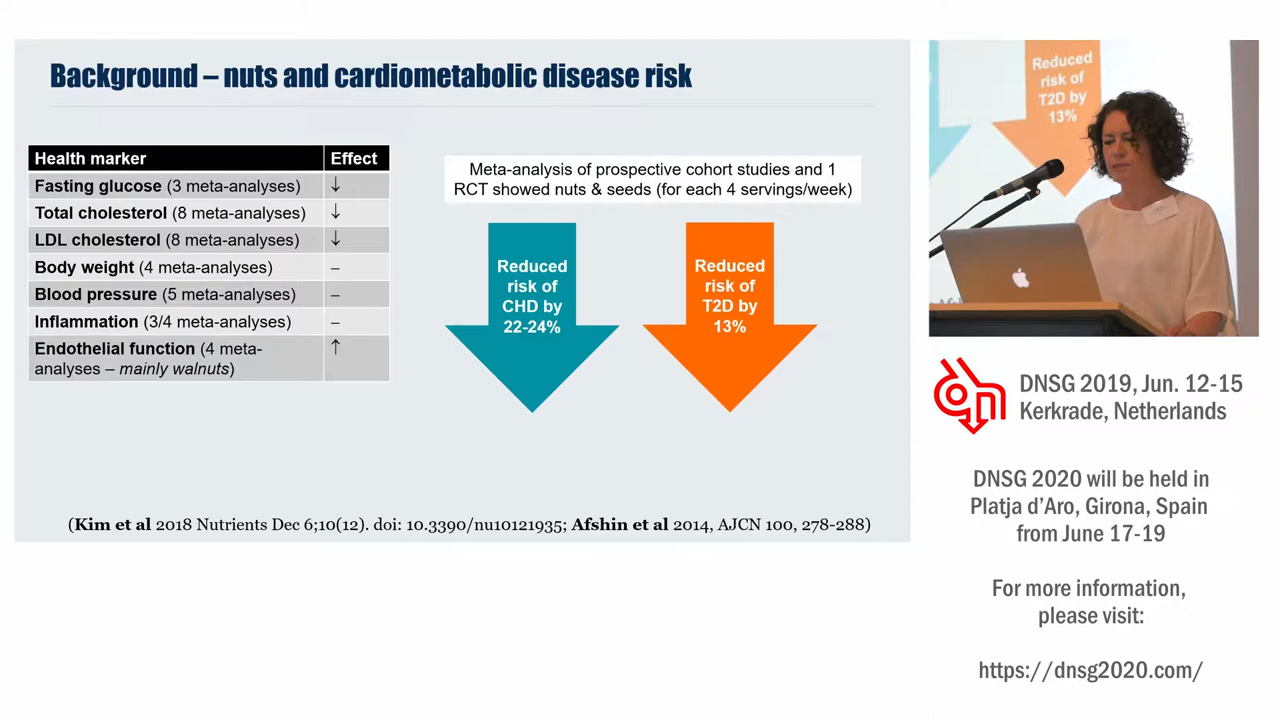 Background – nuts and cardiometabolic disease risk
Health marker Effect
Fasting glucose (3 meta-analyses) ↓
Total cholesterol (8 meta-analyses) ↓
LDL cholesterol (8 meta-analyses) ↓
Body weight (4 meta-analyses) –
Blood pressure (5 meta-analyses) –
Inflammation (3/4 meta-analyses) –
Endothelial function (4 meta- ↑
analyses – mainly walnuts)
Meta-analysis of prospective cohort studies and 1
RCT showed nuts & seeds (for each 4 servings/week)
Reduced
risk of
CHD by
22-24%
Reduced
risk of
T2D by
13%
(Kim et al 2018 Nutrients Dec 6;10(12). doi: 10.3390/nu10121935; Afshin et al 2014, AJCN 100, 278-288)
Reduced
risk of
T2D by
13%
DNSG 2019, Jun. 12-15
Kerkrade, Netherlands
DNSG 2020 will be held in
Platja d’Aro, Girona, Spain
from June 17-19
For more information,
please visit:
https://dnsg2020.com/